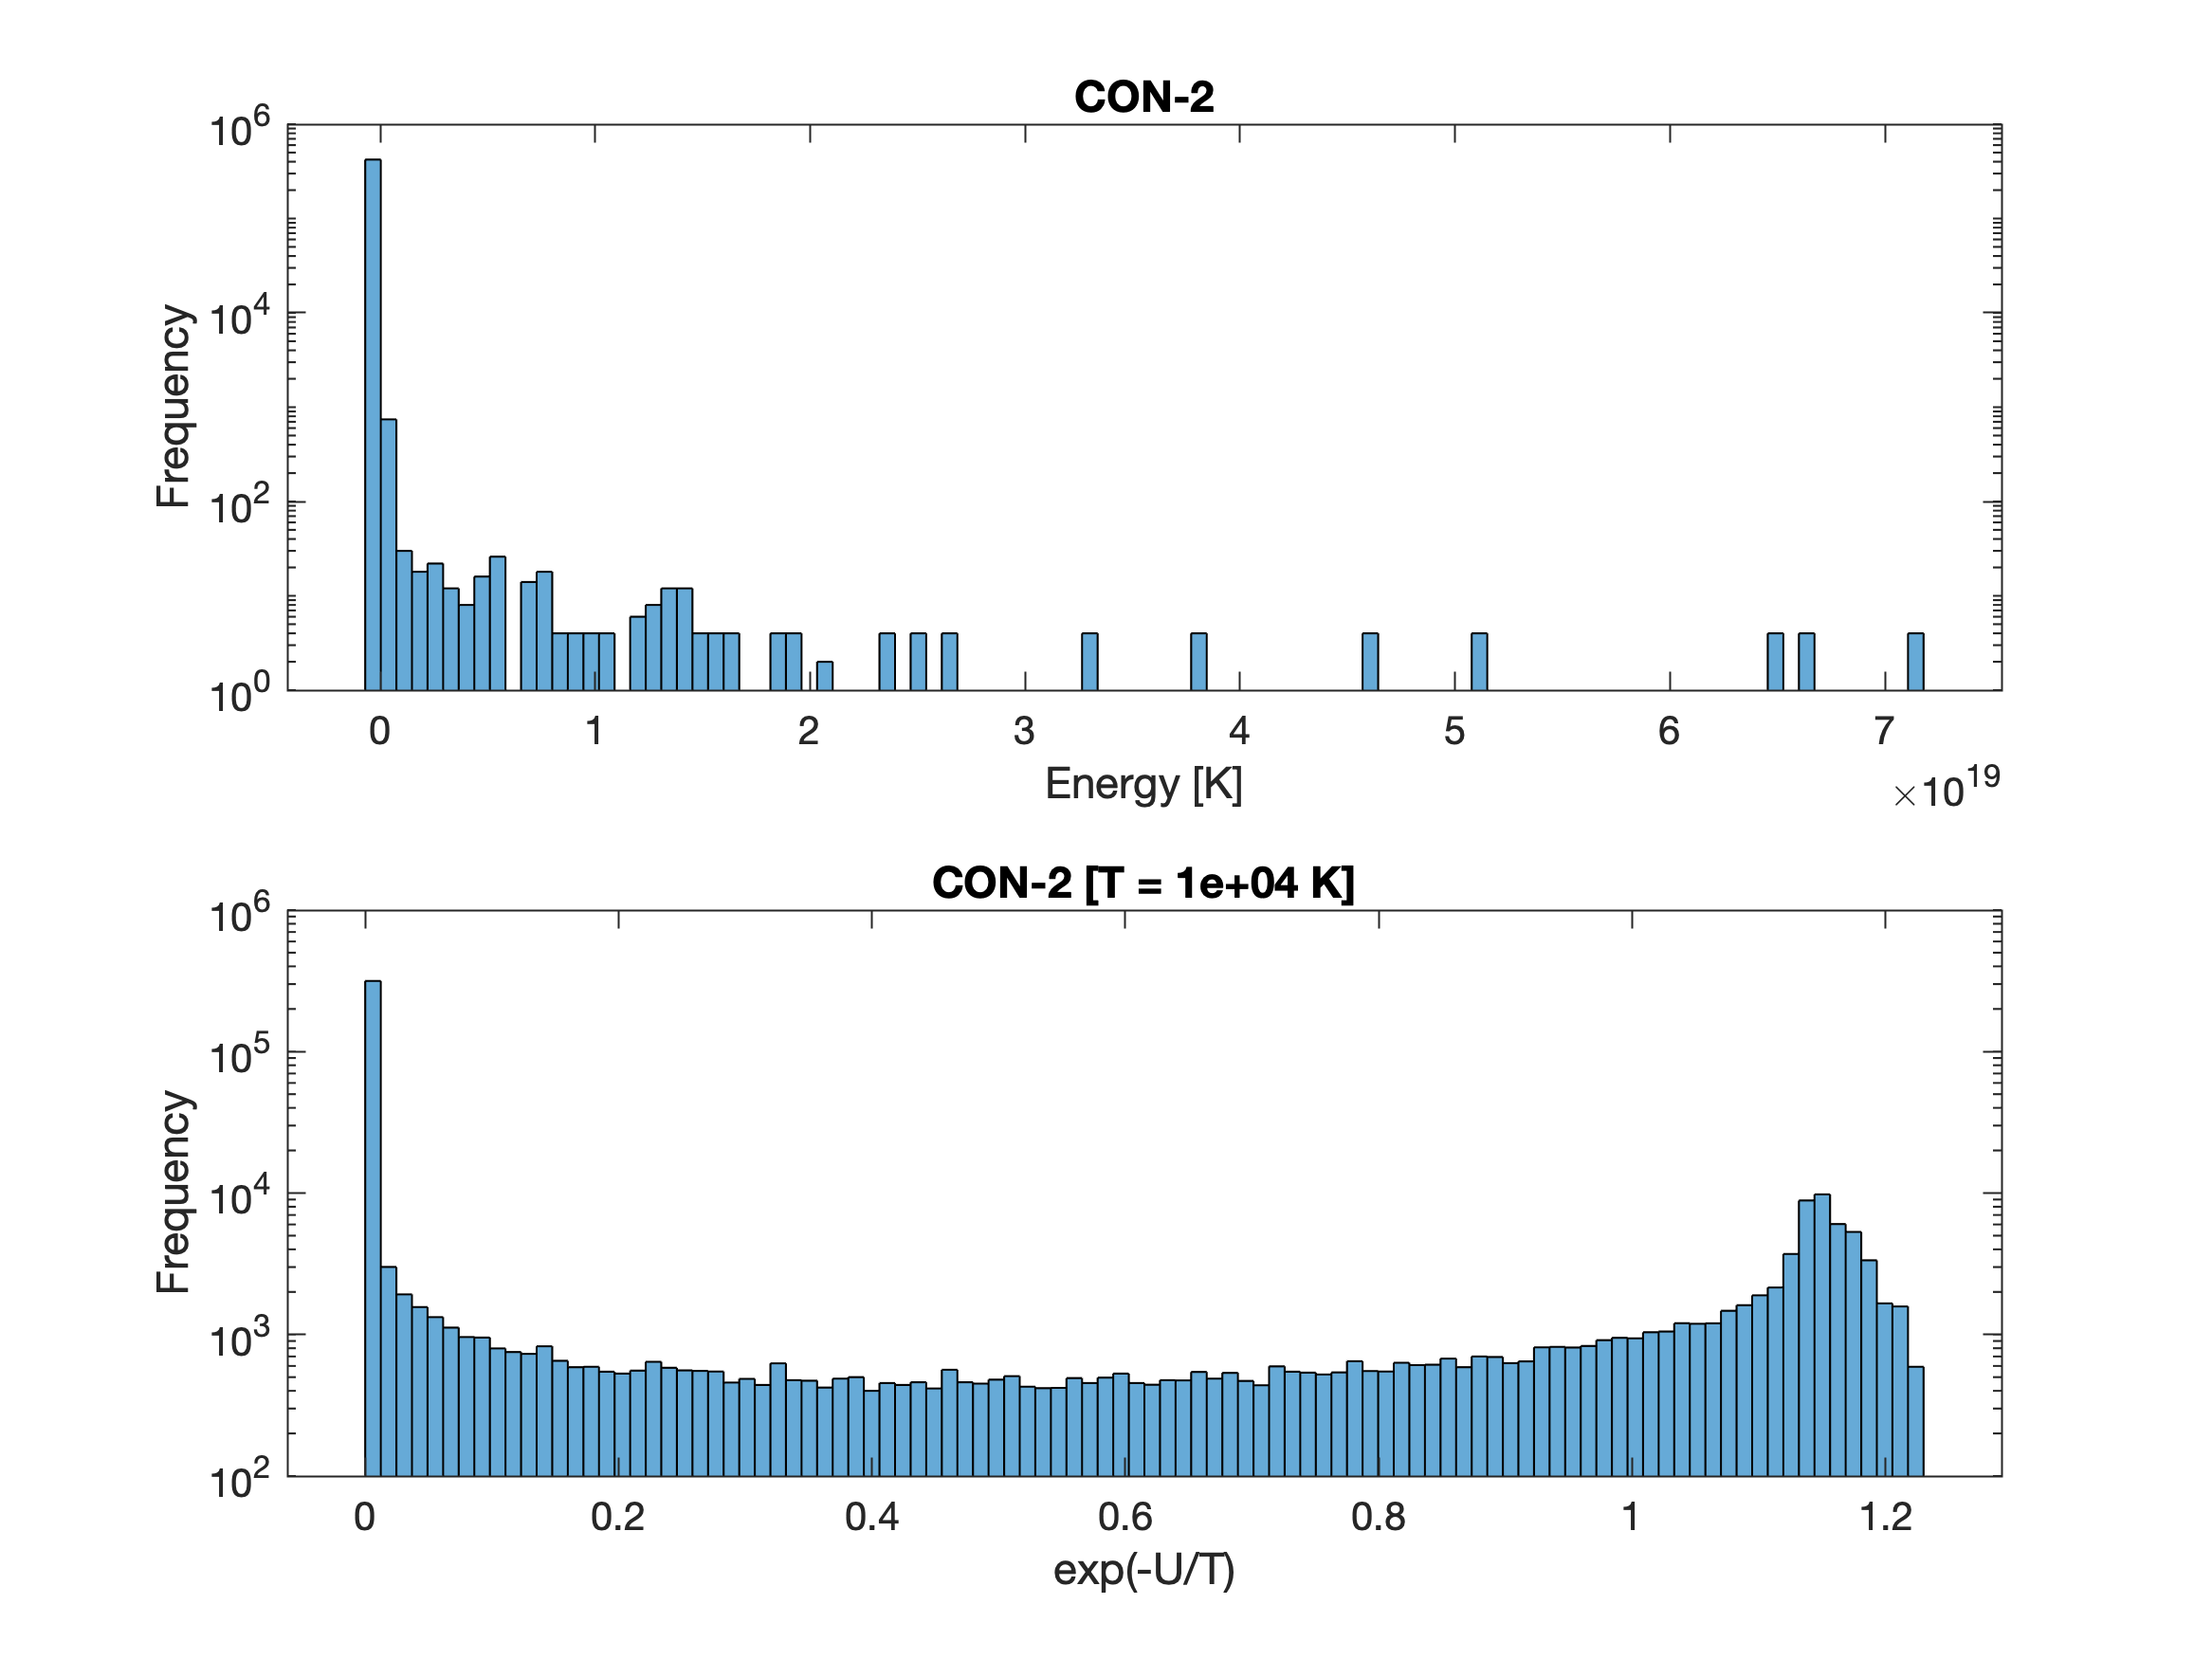 CON-2
10^6
10^4
10^2
10^0
Frequency
0 1 2 3 4 5 6 7
×10^19
Energy [K]
CON-2 [T = 1e+04 K]
10^6
10^5
10^4
10^3
10^2
Frequency
0 0.2 0.4 0.6 0.8 1 1.2
exp(-U/T)